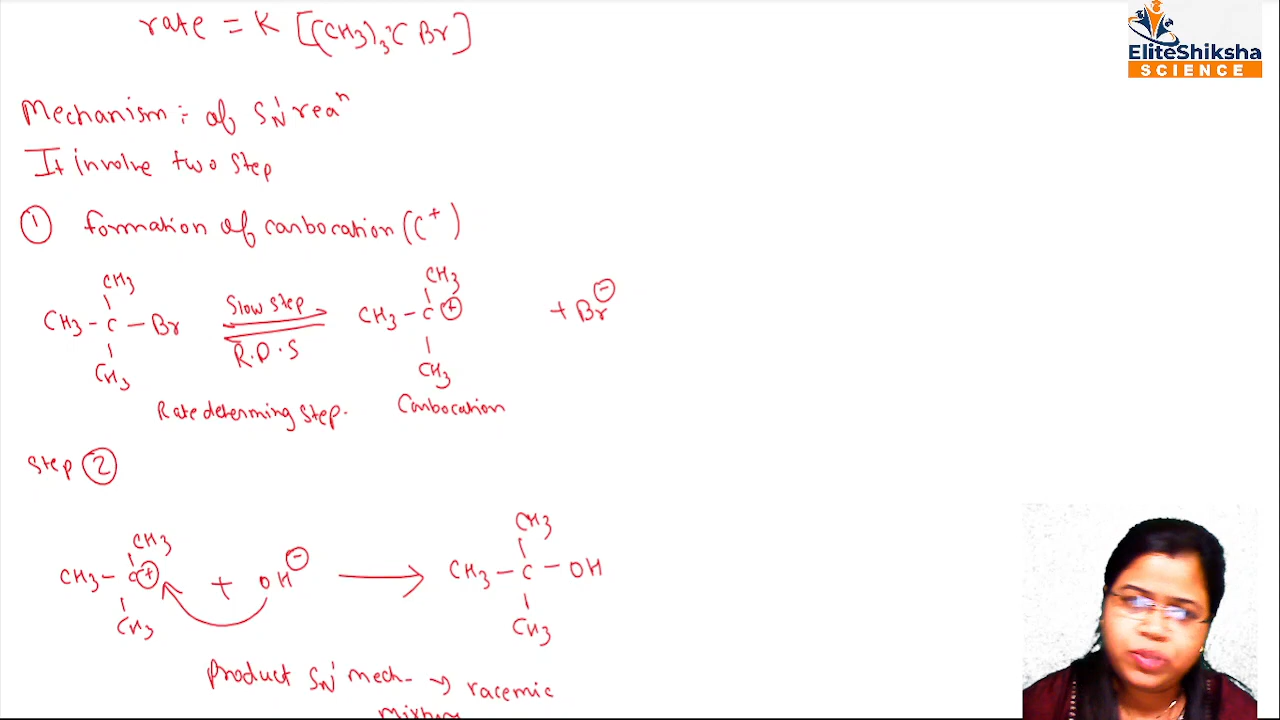 rate = K [(CH3)3C Br]
EliteShiksha
SCIENCE
Mechanism :- of SN1 rean
It involve two step
① formation of carbocation (C+)
CH3
CH3 - C - Br
CH3
Slow step
R.D.S
CH3
CH3 - C ⊕
CH3
+ Br⊖
Rate determing step.
Carbocation
Step ②
CH3
CH3 - C⊕ + OH⊖ → CH3 - C - OH
CH3
CH3
CH3
Product SN1 mech- → racemic
mixture